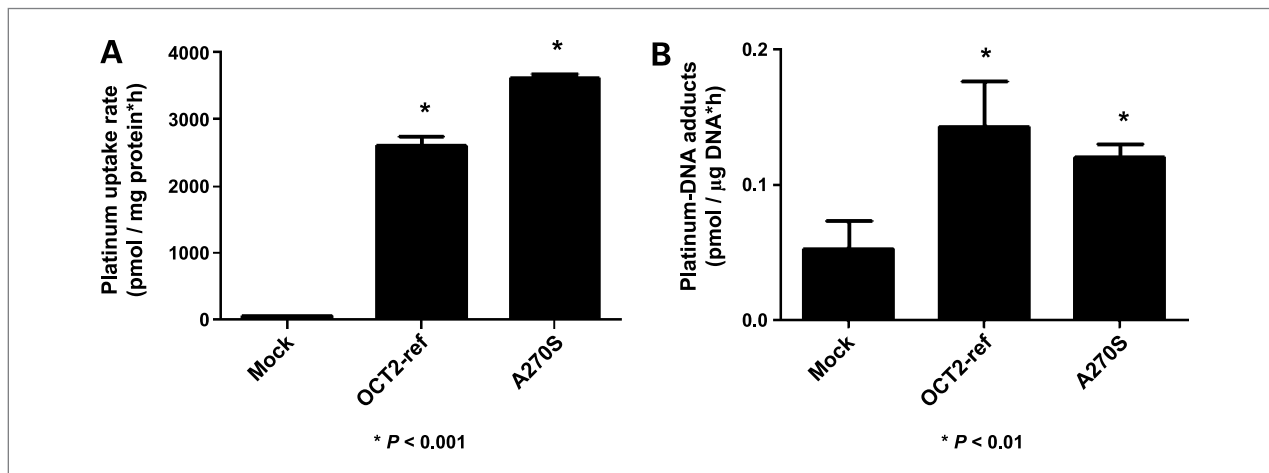 A
Platinum uptake rate
(pmol / mg protein*h)
4000
3000
2000
1000
0
*
*
Mock
OCT2-ref
A270S
* P < 0.001
B
Platinum-DNA adducts
(pmol / μg DNA*h)
0.2
0.1
0.0
*
*
Mock
OCT2-ref
A270S
* P < 0.01